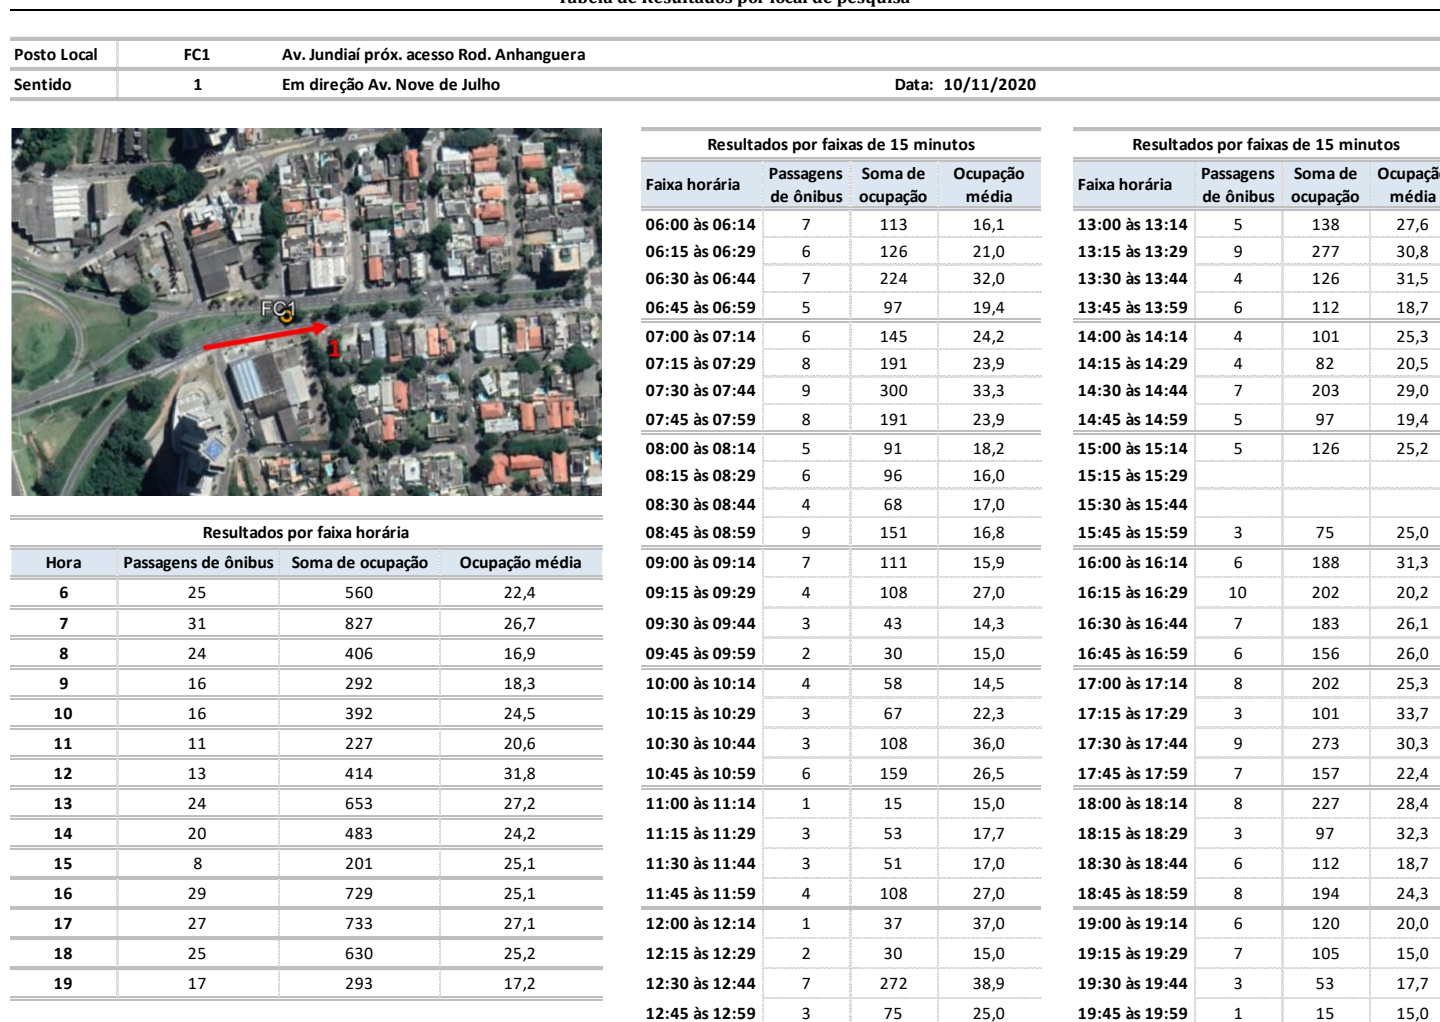 Tabela de Resultados por local de pesquisa
Posto Local FC1 Av. Jundiaí próx. acesso Rod. Anhanguera
Sentido 1 Em direção Av. Nove de Julho Data: 10/11/2020
FC1
1
Resultados por faixa horária
Hora Passagens de ônibus Soma de ocupação Ocupação média
6 25 560 22,4
7 31 827 26,7
8 24 406 16,9
9 16 292 18,3
10 16 392 24,5
11 11 227 20,6
12 13 414 31,8
13 24 653 27,2
14 20 483 24,2
15 8 201 25,1
16 29 729 25,1
17 27 733 27,1
18 25 630 25,2
19 17 293 17,2
Resultados por faixas de 15 minutos
Faixa horária Passagens de ônibus Soma de ocupação Ocupação média
06:00 às 06:14 7 113 16,1
06:15 às 06:29 6 126 21,0
06:30 às 06:44 7 224 32,0
06:45 às 06:59 5 97 19,4
07:00 às 07:14 6 145 24,2
07:15 às 07:29 8 191 23,9
07:30 às 07:44 9 300 33,3
07:45 às 07:59 8 191 23,9
08:00 às 08:14 5 91 18,2
08:15 às 08:29 6 96 16,0
08:30 às 08:44 4 68 17,0
08:45 às 08:59 9 151 16,8
09:00 às 09:14 7 111 15,9
09:15 às 09:29 4 108 27,0
09:30 às 09:44 3 43 14,3
09:45 às 09:59 2 30 15,0
10:00 às 10:14 4 58 14,5
10:15 às 10:29 3 67 22,3
10:30 às 10:44 3 108 36,0
10:45 às 10:59 6 159 26,5
11:00 às 11:14 1 15 15,0
11:15 às 11:29 3 53 17,7
11:30 às 11:44 3 51 17,0
11:45 às 11:59 4 108 27,0
12:00 às 12:14 1 37 37,0
12:15 às 12:29 2 30 15,0
12:30 às 12:44 7 272 38,9
12:45 às 12:59 3 75 25,0
Resultados por faixas de 15 minutos
Faixa horária Passagens de ônibus Soma de ocupação Ocupaçã média
13:00 às 13:14 5 138 27,6
13:15 às 13:29 9 277 30,8
13:30 às 13:44 4 126 31,5
13:45 às 13:59 6 112 18,7
14:00 às 14:14 4 101 25,3
14:15 às 14:29 4 82 20,5
14:30 às 14:44 7 203 29,0
14:45 às 14:59 5 97 19,4
15:00 às 15:14 5 126 25,2
15:15 às 15:29
15:30 às 15:44
15:45 às 15:59 3 75 25,0
16:00 às 16:14 6 188 31,3
16:15 às 16:29 10 202 20,2
16:30 às 16:44 7 183 26,1
16:45 às 16:59 6 156 26,0
17:00 às 17:14 8 202 25,3
17:15 às 17:29 3 101 33,7
17:30 às 17:44 9 273 30,3
17:45 às 17:59 7 157 22,4
18:00 às 18:14 8 227 28,4
18:15 às 18:29 3 97 32,3
18:30 às 18:44 6 112 18,7
18:45 às 18:59 8 194 24,3
19:00 às 19:14 6 120 20,0
19:15 às 19:29 7 105 15,0
19:30 às 19:44 3 53 17,7
19:45 às 19:59 1 15 15,0